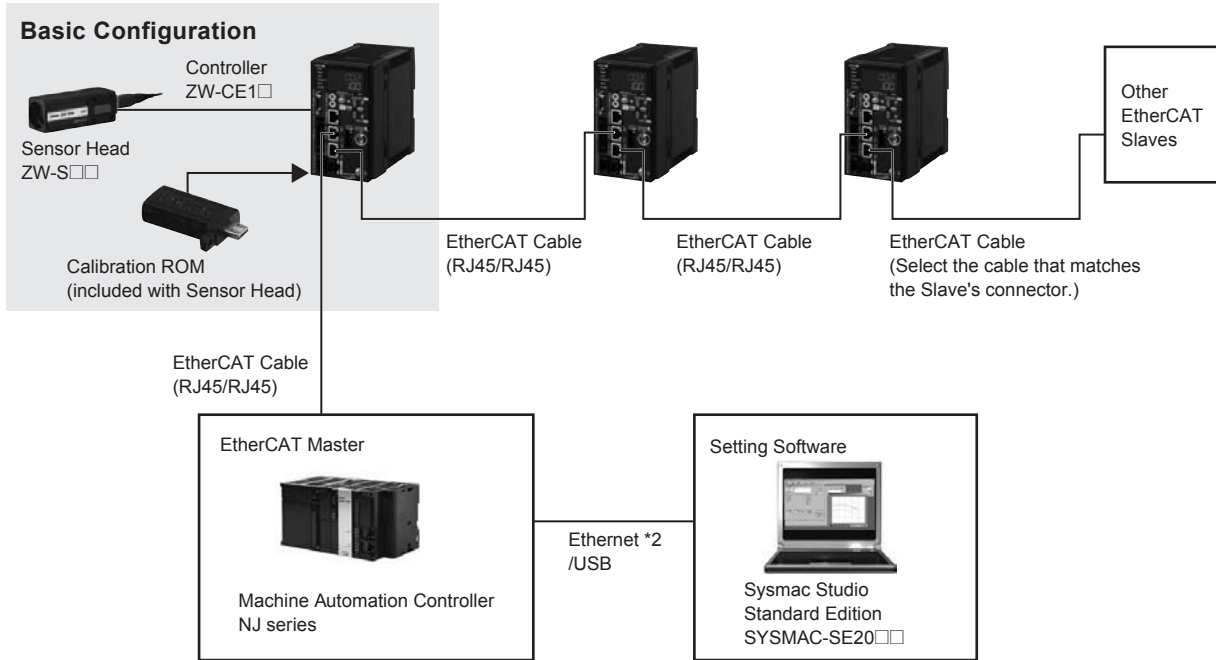 Basic Configuration
Controller
ZW-CE1□
Sensor Head
ZW-S□□
Calibration ROM
(included with Sensor Head)
EtherCAT Cable
(RJ45/RJ45)
EtherCAT Cable
(RJ45/RJ45)
EtherCAT Cable
(Select the cable that matches
the Slave's connector.)
Other
EtherCAT
Slaves
EtherCAT Cable
(RJ45/RJ45)
EtherCAT Master
Machine Automation Controller
NJ series
Ethernet *2
/USB
Setting Software
Sysmac Studio
Standard Edition
SYSMAC-SE20□□